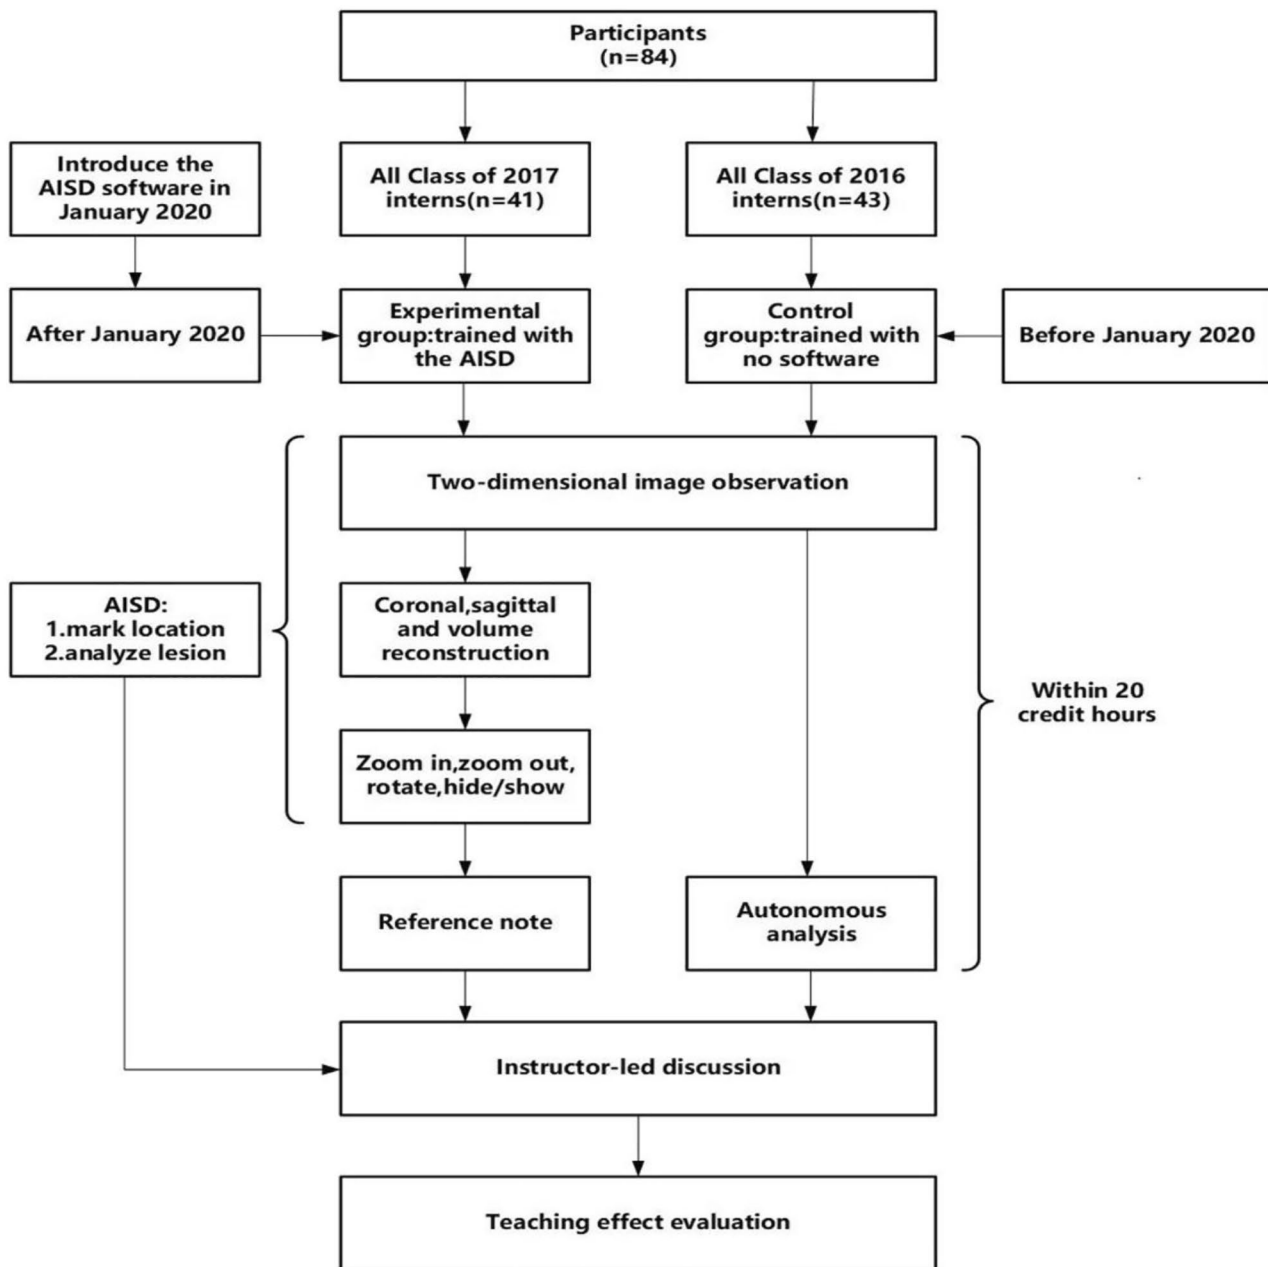 Participants
(n=84)
Introduce the
AISD software in
January 2020
All Class of 2017
interns(n=41)
All Class of 2016
interns(n=43)
After January 2020
Experimental
group:trained with
the AISD
Control
group:trained with
no software
Before January 2020
Two-dimensional image observation
AISD:
1.mark location
2.analyze lesion
Coronal,sagittal
and volume
reconstruction
Within 20
credit hours
Zoom in,zoom out,
rotate,hide/show
Reference note
Autonomous
analysis
Instructor-led discussion
Teaching effect evaluation